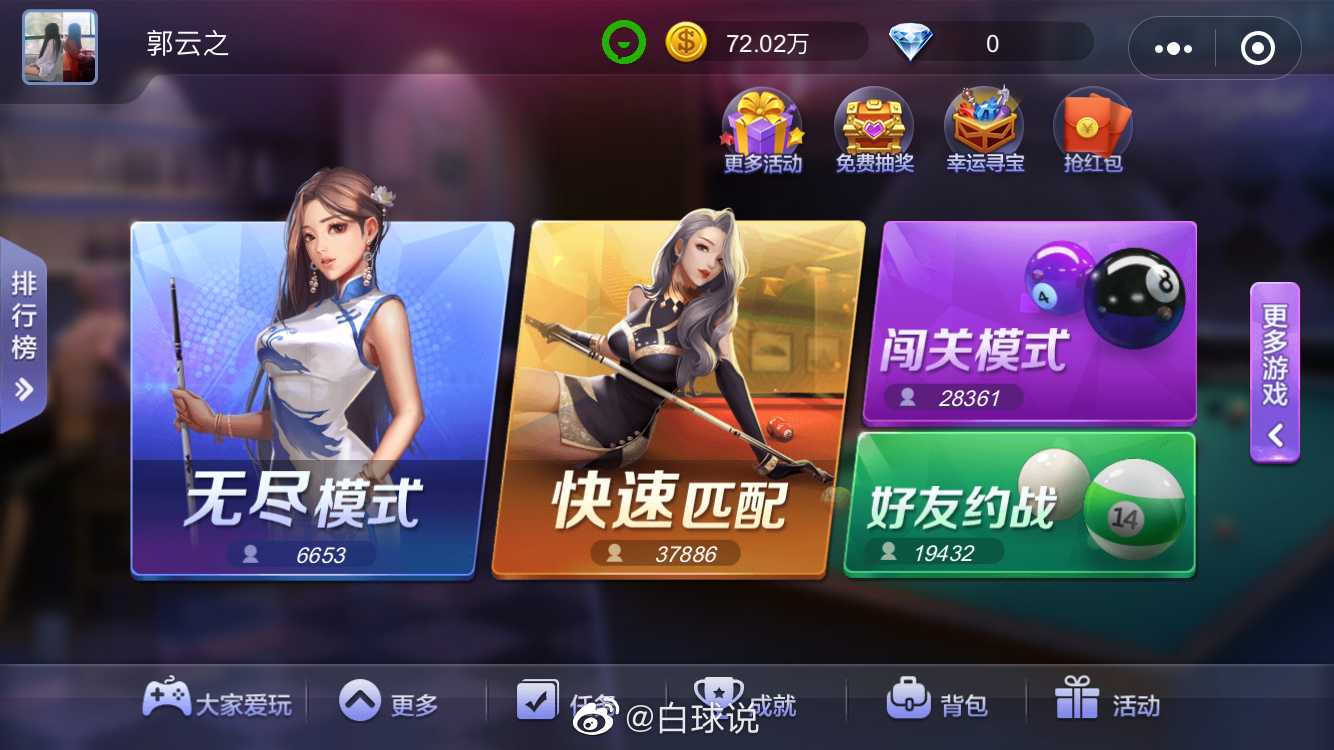 郭云之
72.02万
0
更多活动
免费抽奖
幸运寻宝
抢红包
排行榜
无尽模式
6653
快速匹配
37886
4
8
闯关模式
28361
好友约战
19432
14
更多游戏
大家爱玩
更多
任务
成就
背包
活动
@白球说